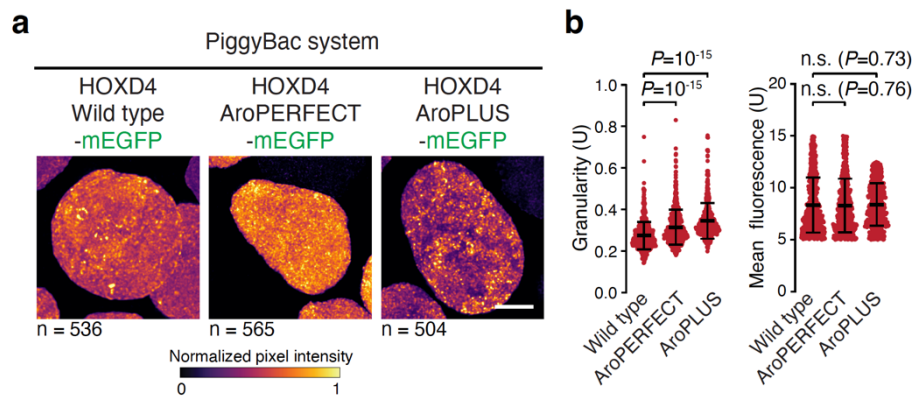 a
PiggyBac system
HOXD4
Wild type
-mEGFP
HOXD4
AroPERFECT
-mEGFP
HOXD4
AroPLUS
-mEGFP
n = 536
n = 565
n = 504
Normalized pixel intensity
0
1
b
P=10-15
P=10-15
Granularity (U)
1.0
0.8
0.6
0.4
0.2
0.0
Wild type
AroPERFECT
AroPLUS
n.s. (P=0.73)
n.s. (P=0.76)
Mean fluorescence (U)
20
15
10
5
0
Wild type
AroPERFECT
AroPLUS